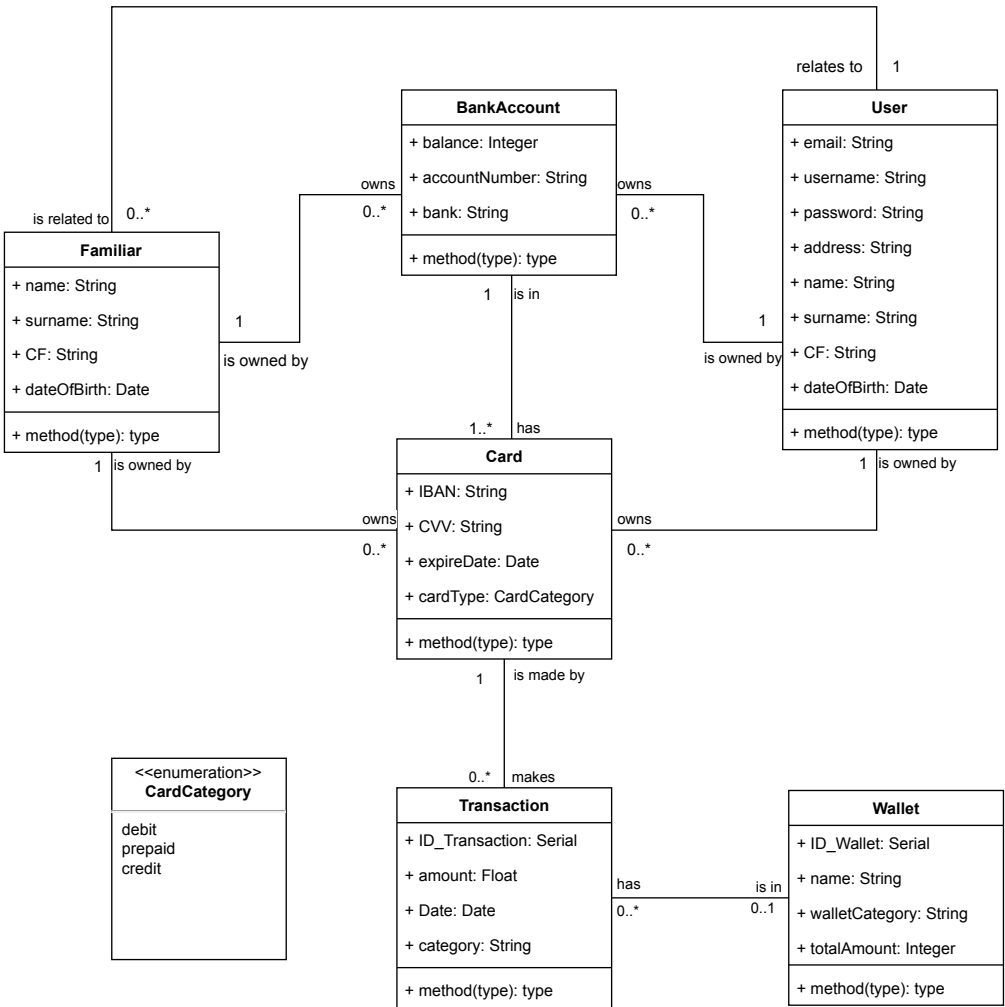 relates to
1
BankAccount
+ balance: Integer
+ accountNumber: String
+ bank: String
+ method(type): type
User
+ email: String
+ username: String
+ password: String
+ address: String
+ name: String
+ surname: String
+ CF: String
+ dateOfBirth: Date
+ method(type): type
owns
0..*
owns
0..*
is related to
0..*
Familiar
+ name: String
+ surname: String
+ CF: String
+ dateOfBirth: Date
+ method(type): type
1
is owned by
1
is owned by
1
is in
1..*
has
1
is owned by
1
is owned by
Card
+ IBAN: String
+ CVV: String
+ expireDate: Date
+ cardType: CardCategory
+ method(type): type
owns
0..*
owns
0..*
1
is made by
0..*
makes
<<enumeration>>
CardCategory
debit
prepaid
credit
Transaction
+ ID_Transaction: Serial
+ amount: Float
+ Date: Date
+ category: String
+ method(type): type
has
0..*
is in
0..1
Wallet
+ ID_Wallet: Serial
+ name: String
+ walletCategory: String
+ totalAmount: Integer
+ method(type): type